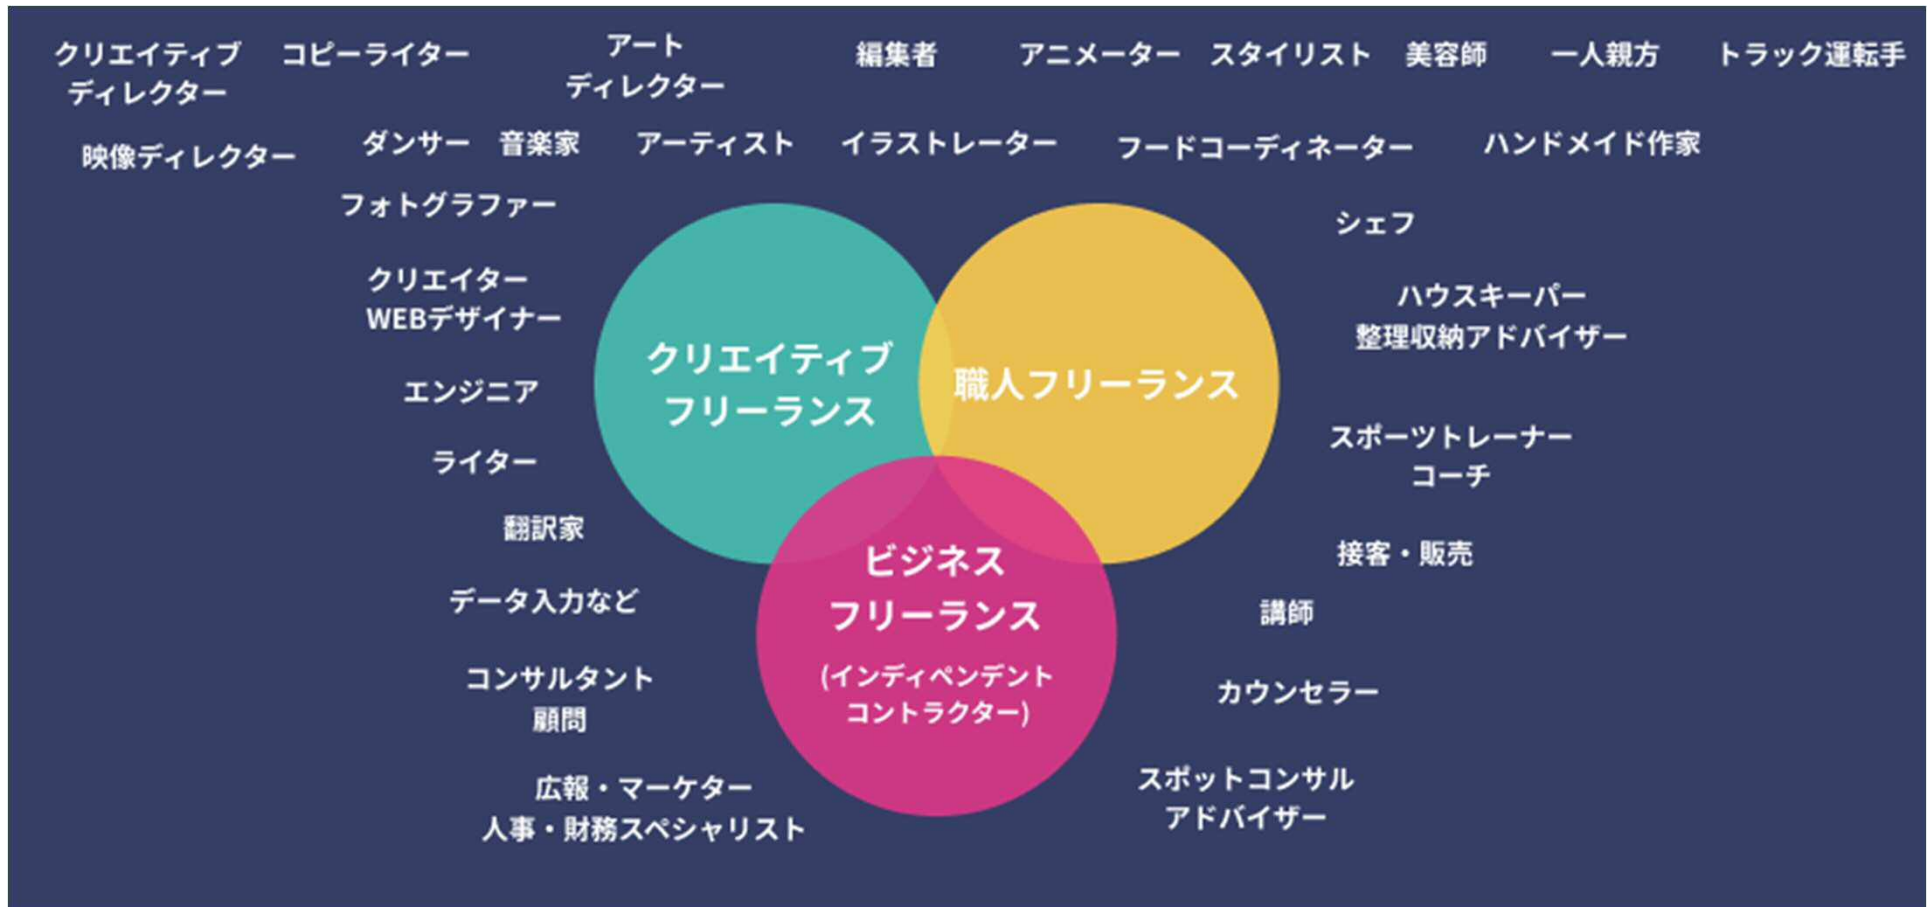 クリエイティブ
ディレクター
コピーライター
アート
ディレクター
編集者
アニメーター
スタイリスト
美容師
一人親方
トラック運転手
映像ディレクター
ダンサー
音楽家
アーティスト
イラストレーター
フードコーディネーター
ハンドメイド作家
フォトグラファー
クリエイター
WEBデザイナー
エンジニア
ライター
翻訳家
データ入力など
コンサルタント
顧問
広報・マーケター
人事・財務スペシャリスト
クリエイティブ
フリーランス
職人フリーランス
ビジネス
フリーランス
(インディペンデント
コントラクター)
シェフ
ハウスキーパー
整理収納アドバイザー
スポーツトレーナー
コーチ
接客・販売
講師
カウンセラー
スポットコンサル
アドバイザー